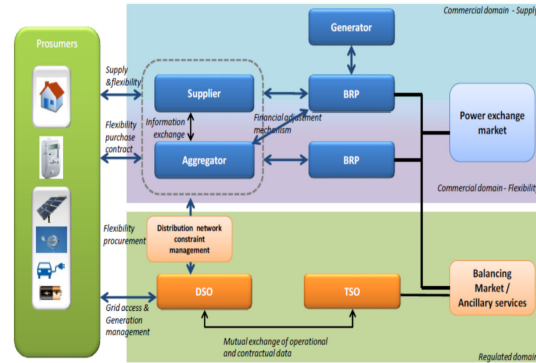 Prosumers
Commercial domain - Supply
Generator
Supply
&flexibility
Supplier
BRP
Information
exchange
Financial adjustment
mechanism
Power exchange
market
Flexibility
purchase
contract
Aggregator
BRP
Commercial domain - Flexibility
Flexibility
procurement
Distribution network
constraint
management
DSO
TSO
Balancing
Market /
Ancillary services
Grid access &
Generation
management
Mutual exchange of operational
and contractual data
Regulated domain